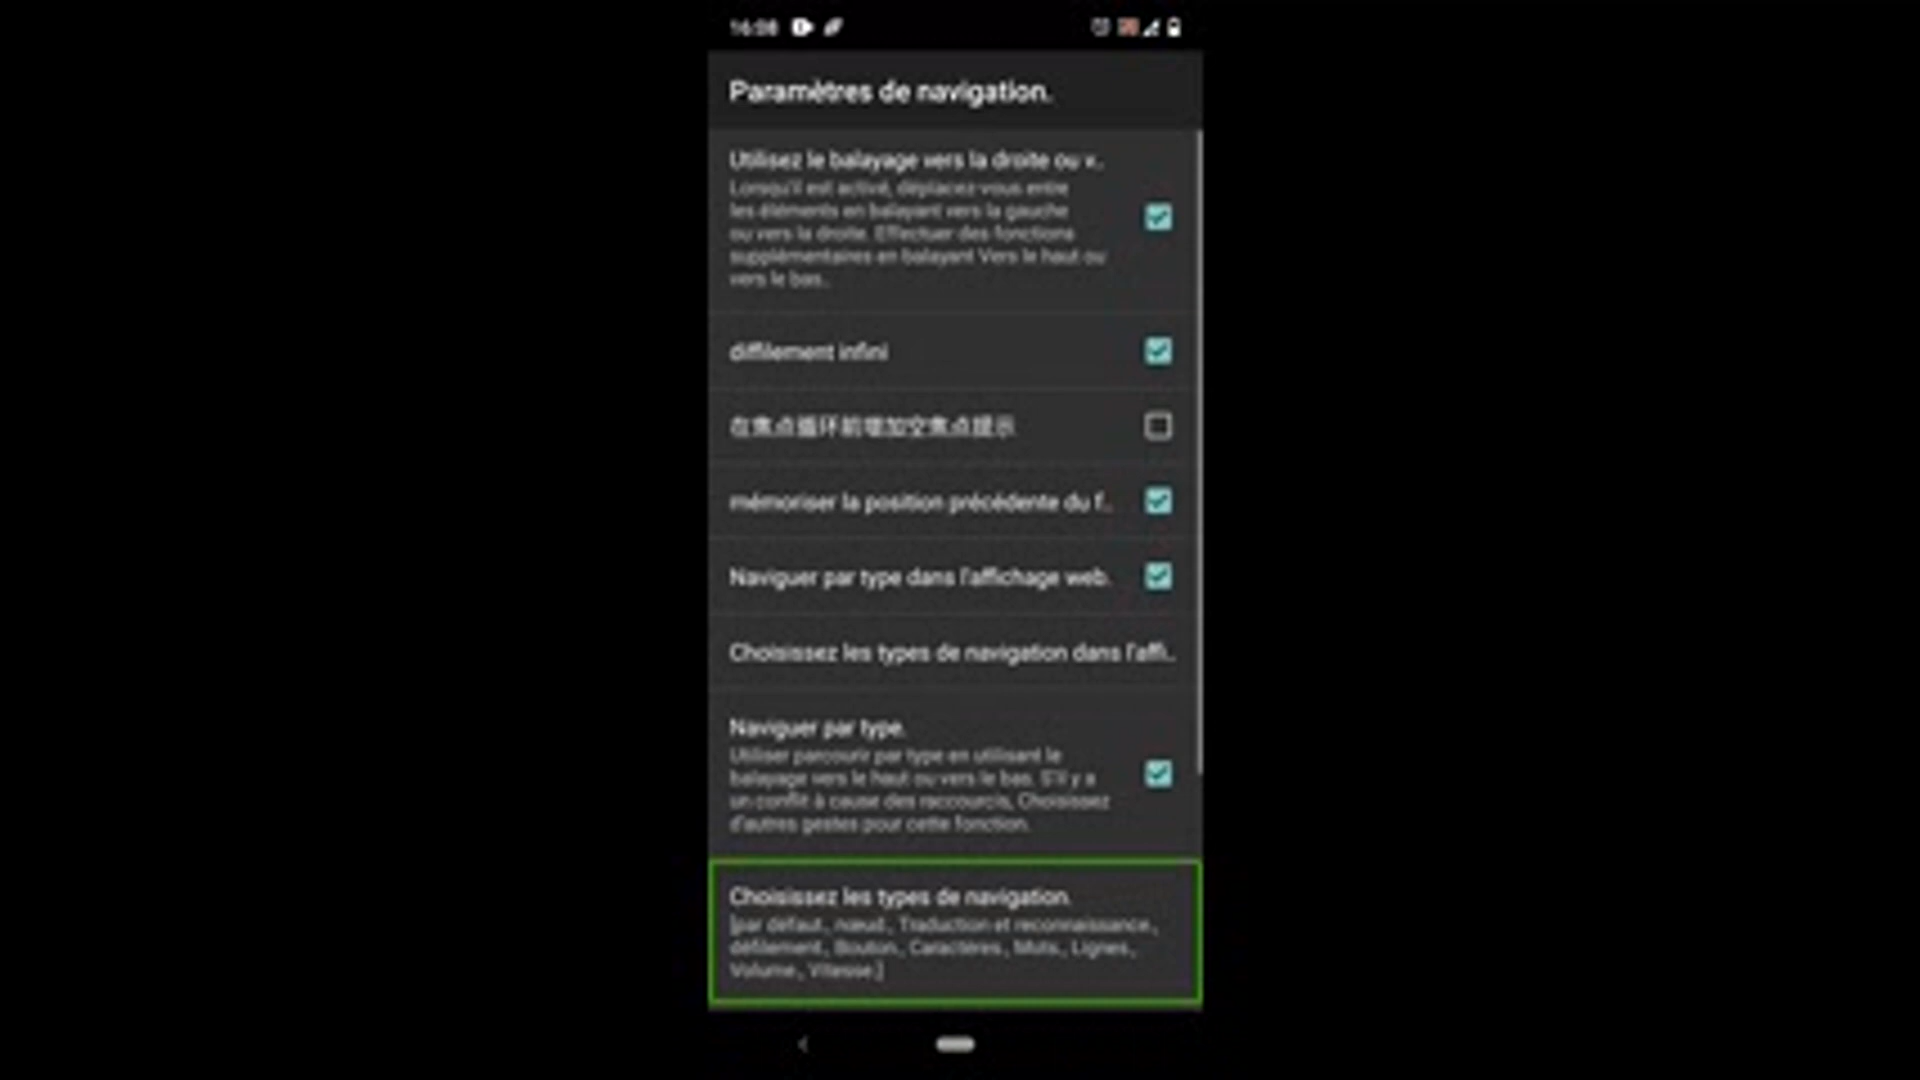 16:08
Paramètres de navigation.
Utilisez le balayage vers la droite ou v..
Lorsqu'il est activé, déplacez-vous entre
les éléments en balayant vers la gauche
ou vers la droite. Effectuer des fonctions
supplémentaires en balayant Vers le haut ou
vers le bas..
diffilement infini
在焦点循环前增加空焦点提示
mémoriser la position précédente du f..
Naviguer par type dans l'affichage web.
Choisissez les types de navigation dans l'affi..
Naviguer par type.
Utiliser parcourir par type en utilisant le
balayage vers le haut ou vers le bas. S'il y a
un conflit à cause des raccourcis, Choisissez
d'autres gestes pour cette fonction.
Choisissez les types de navigation.
[par défaut., nœud., Traduction et reconnaissance.,
défilement., Bouton., Caractères., Mots., Lignes.,
Volume., Vitesse.]